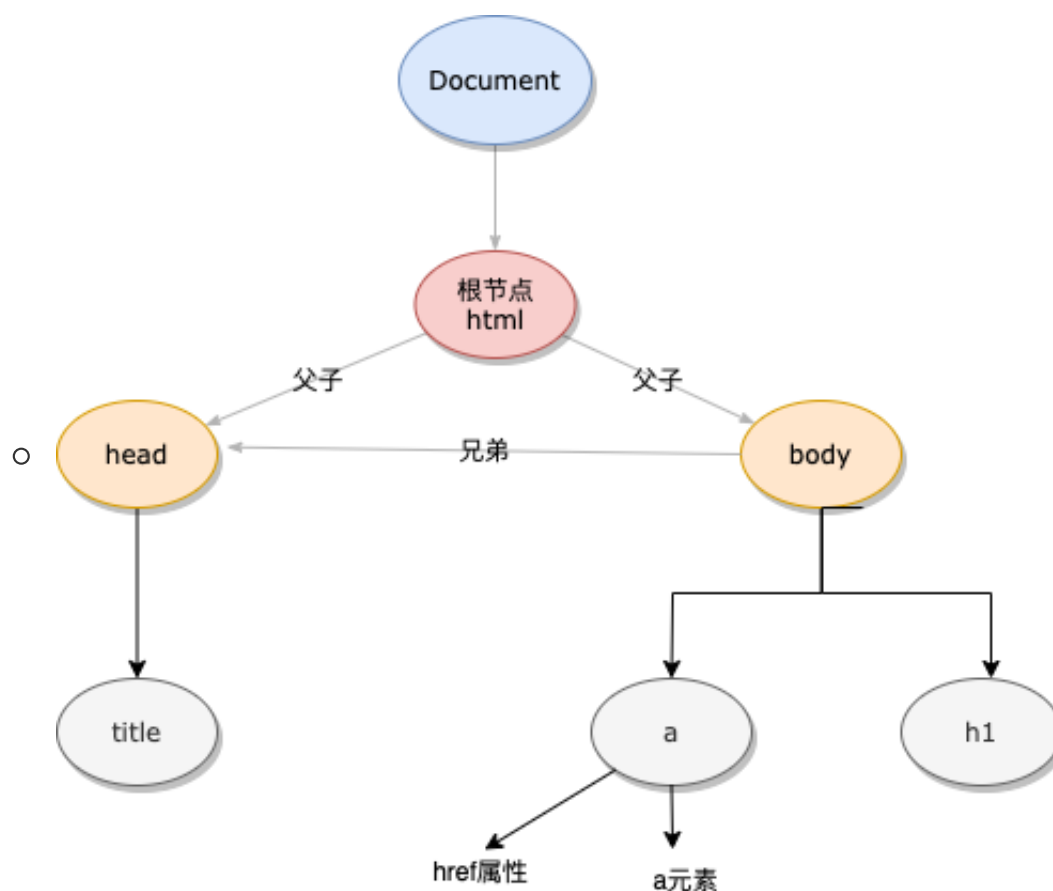 Document
根节点
html
父子
父子
head
兄弟
body
title
a
h1
href属性
a元素